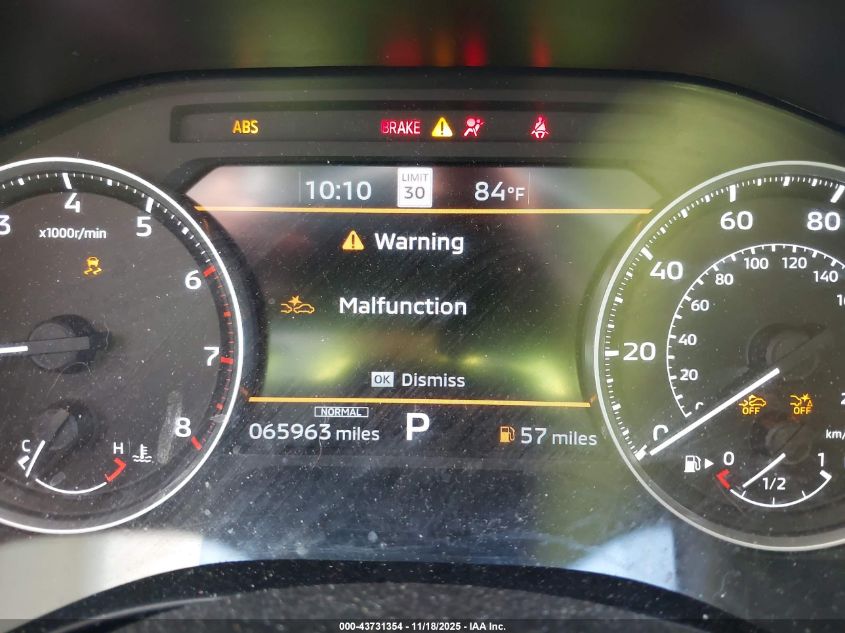 ABS BRAKE
10:10 LIMIT 30 84°F
Warning
Malfunction
OK Dismiss
NORMAL
065963 miles P 57 miles
3 4 5 6 7 8
x1000r/min
C H
0 20 40 60 80
0 20 40 60 80 100 120 140
km/
OFF OFF
0 1/2 1
000-43731354 - 11/18/2025 - IAA Inc.